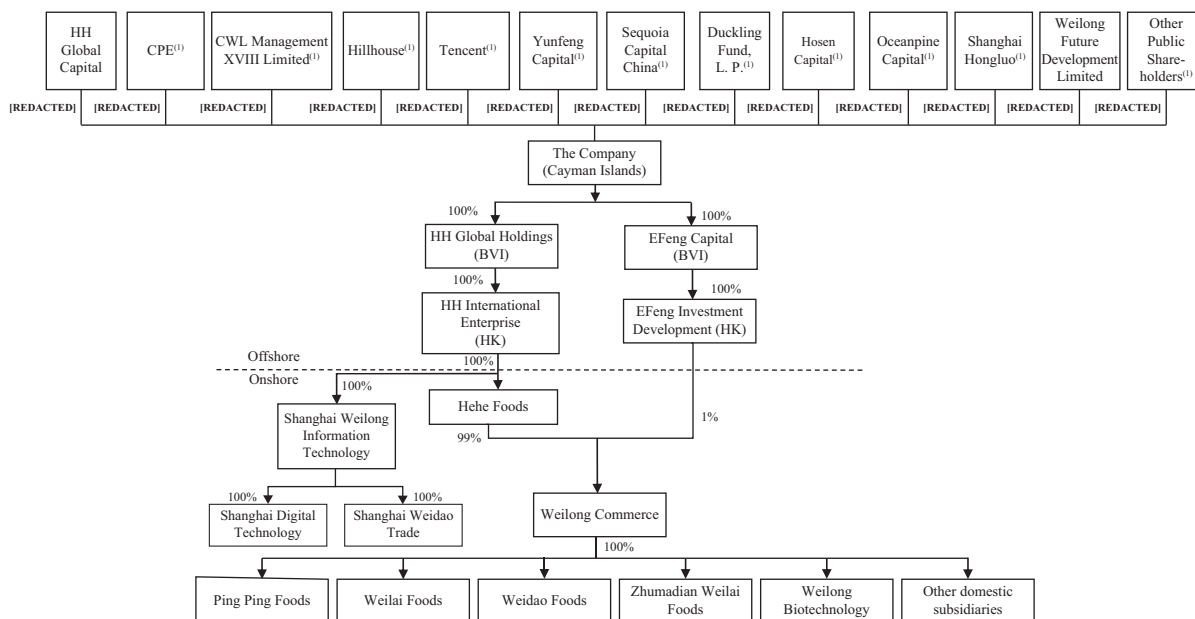 HH
Global
Capital
CPE(1)
CWL Management
XVIII Limited(1)
Hillhouse(1)
Tencent(1)
Yunfeng
Capital(1)
Sequoia
Capital
China(1)
Duckling
Fund,
L. P.(1)
Hosen
Capital(1)
Oceanpine
Capital(1)
Shanghai
Hongluo(1)
Weilong
Future
Development
Limited
Other
Public
Share-
holders(1)
[REDACTED] [REDACTED] [REDACTED] [REDACTED] [REDACTED] [REDACTED] [REDACTED] [REDACTED] [REDACTED] [REDACTED] [REDACTED] [REDACTED] [REDACTED]
The Company
(Cayman Islands)
100%
100%
HH Global Holdings
(BVI)
EFeng Capital
(BVI)
100%
100%
HH International
Enterprise
(HK)
EFeng Investment
Development (HK)
Offshore
100%
Onshore
100%
Hehe Foods
Shanghai Weilong
Information
Technology
99%
1%
100%
100%
Shanghai Digital
Technology
Shanghai Weidao
Trade
Weilong Commerce
100%
Ping Ping Foods
Weilai Foods
Weidao Foods
Zhumadian Weilai
Foods
Weilong
Biotechnology
Other domestic
subsidiaries